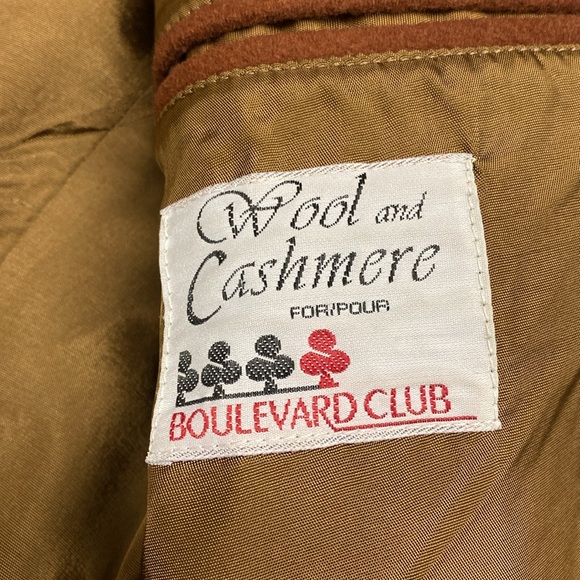 Wool and
Cashmere
FOR/POUR
BOULEVARD CLUB